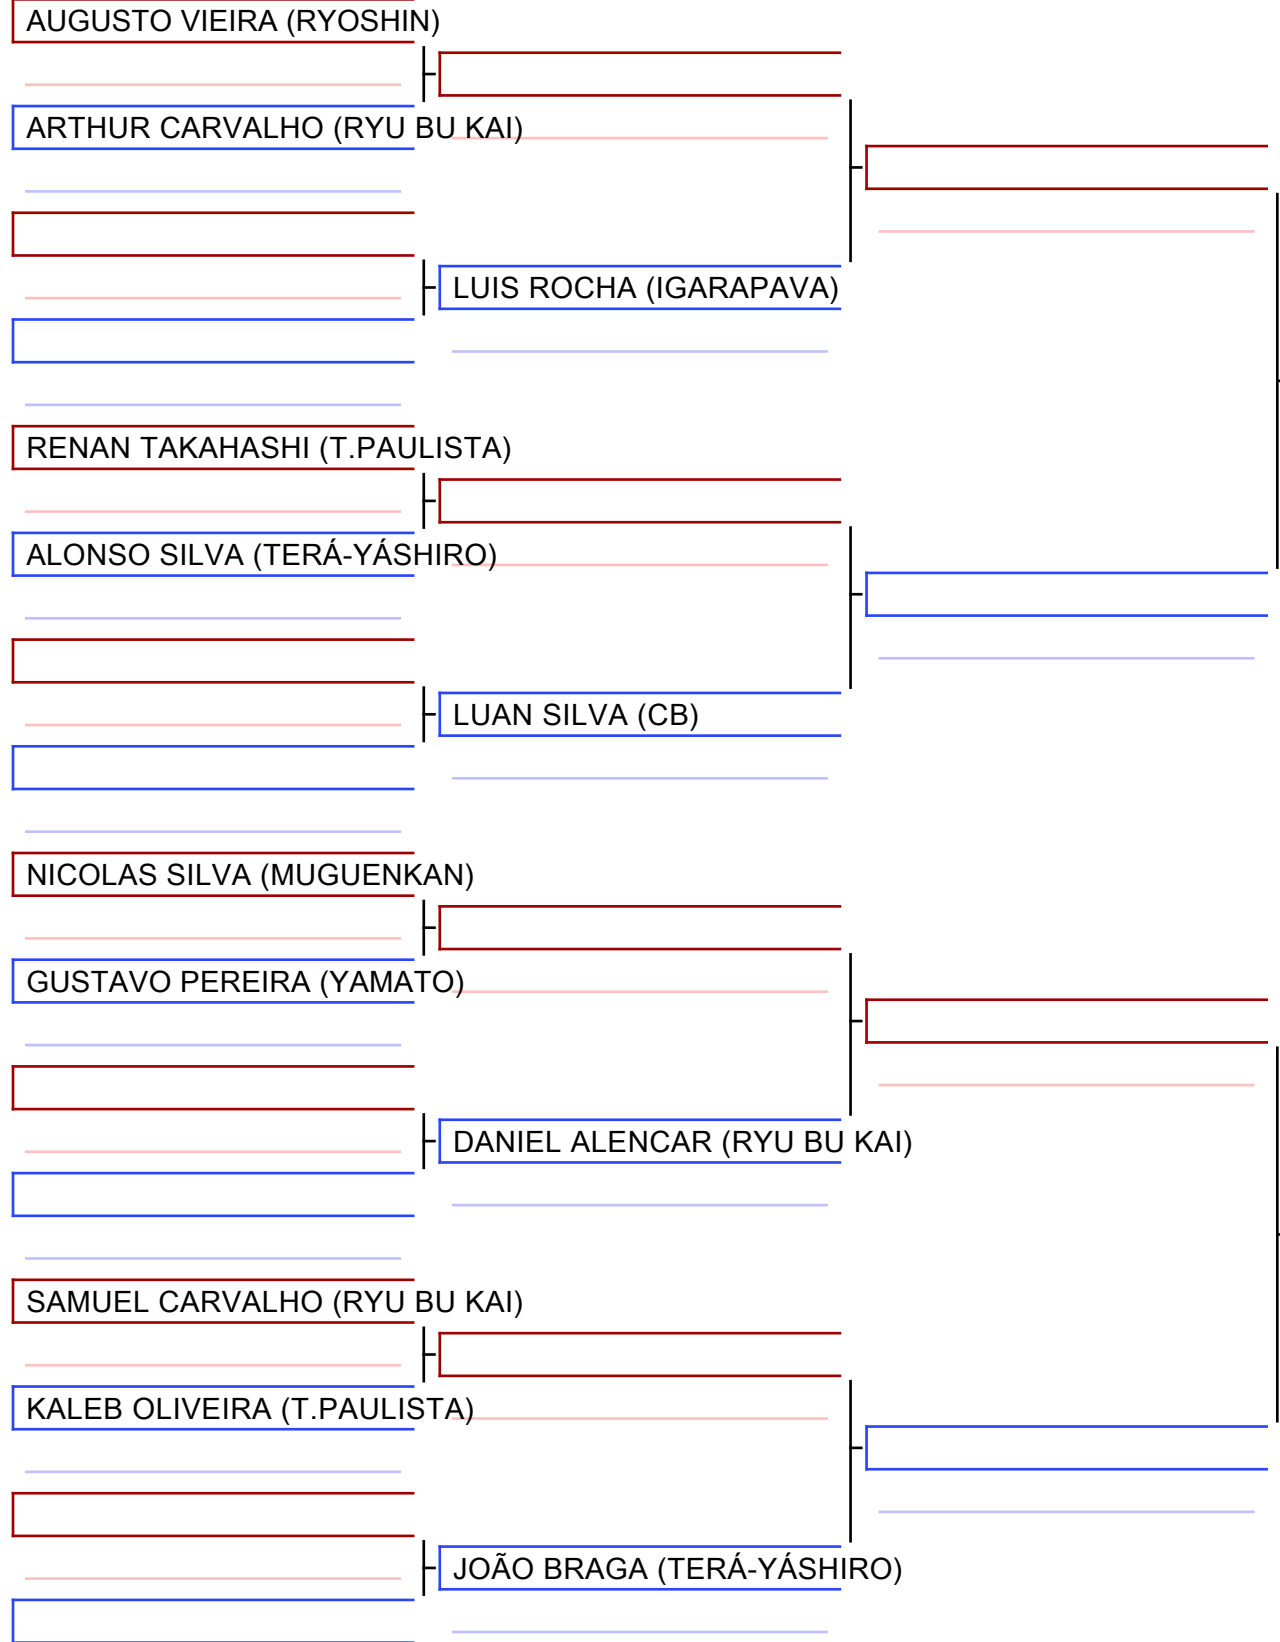 AUGUSTO VIEIRA (RYOSHIN)
ARTHUR CARVALHO (RYU BU KAI)
LUIS ROCHA (IGARAPAVA)
RENAN TAKAHASHI (T.PAULISTA)
ALONSO SILVA (TERÁ-YÁSHIRO)
LUAN SILVA (CB)
NICOLAS SILVA (MUGUENKAN)
GUSTAVO PEREIRA (YAMATO)
DANIEL ALENCAR (RYU BU KAI)
SAMUEL CARVALHO (RYU BU KAI)
KALEB OLIVEIRA (T.PAULISTA)
JOÃO BRAGA (TERÁ-YÁSHIRO)